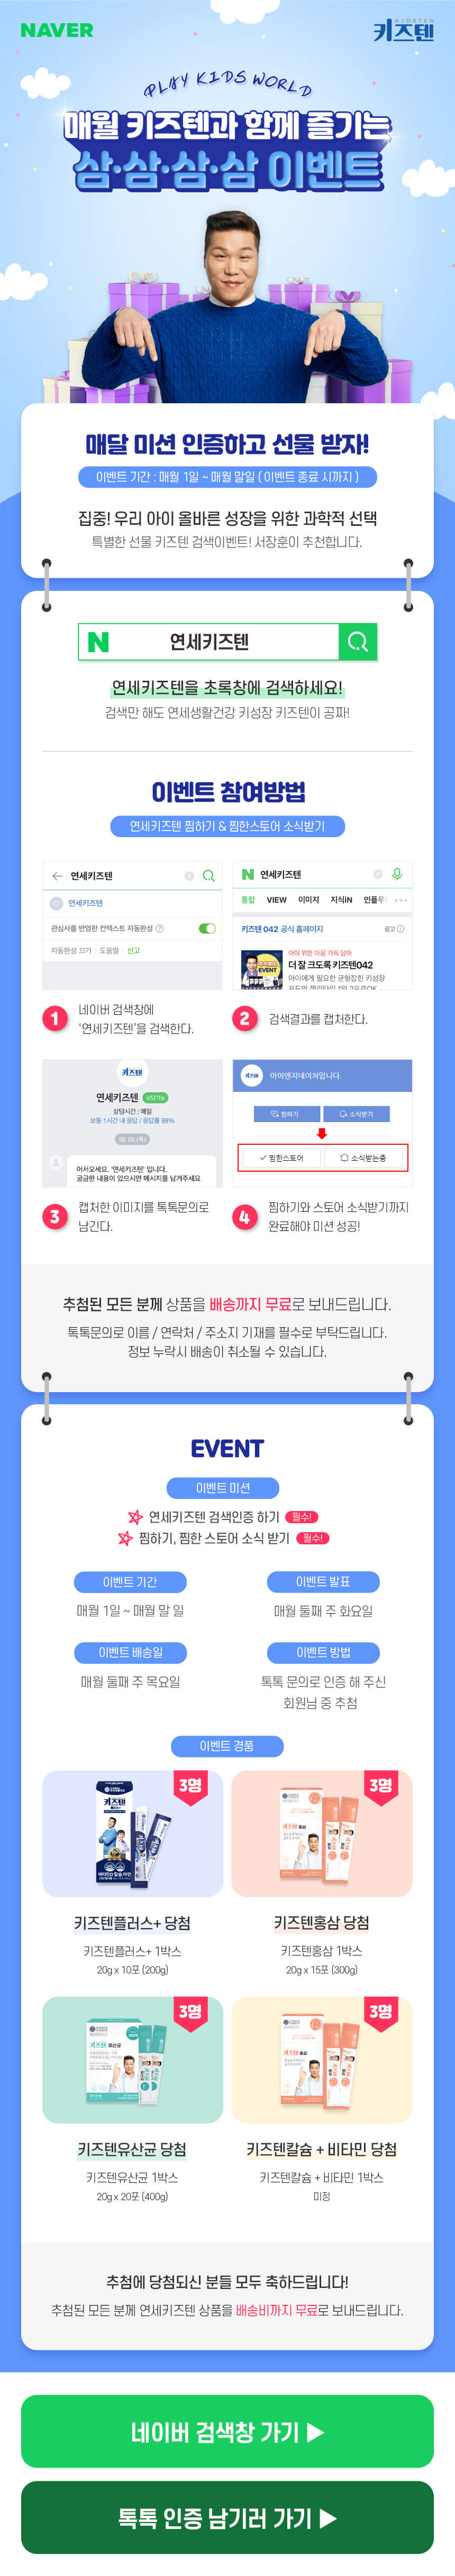 NAVER
KIDSTEN
키즈텐
PLAY KIDS WORLD
매월 키즈텐과 함께 즐기는
삼·삼·삼·삼 이벤트
매달 미션 인증하고 선물 받자!
이벤트 기간 : 매월 1일 ~ 매월 말일 ( 이벤트 종료 시까지 )
집중! 우리 아이 올바른 성장을 위한 과학적 선택
특별한 선물 키즈텐 검색이벤트! 서장훈이 추천합니다.
N 연세키즈텐
연세키즈텐을 초록창에 검색하세요!
검색만 해도 연세생활건강 키성장 키즈텐이 공짜!
이벤트 참여방법
연세키즈텐 찜하기 & 찜한스토어 소식받기
연세키즈텐
연세키즈텐
관심사를 반영한 컨텍스트 자동완성 ?
자동완성 끄기 도움말 신고
1
네이버 검색창에
'연세키즈텐'을 검색한다.
N 연세키즈텐
통합 VIEW 이미지 지식iN 인플루
키즈텐 042 공식 홈페이지 광고
아이 위한 마음 가득 담아
더 잘 크도록 키즈텐042
아이에게 필요한 균형잡힌 키성장
EVENT
2
검색결과를 캡처한다.
키즈텐
연세키즈텐 상담가능
상담시간 : 매일
보통 1시간 내 응답 / 응답률 99%
어서오세요. '연세키즈텐' 입니다.
궁금한 내용이 있으시면 메시지를 남겨주세요
3
캡처한 이미지를 톡톡문의로
남긴다.
키즈텐
아이앤지네이처입니다.
찜하기 소식받기
찜한스토어 소식받는중
4
찜하기와 스토어 소식받기까지
완료해야 미션 성공!
추첨된 모든 분께 상품을 배송까지 무료로 보내드립니다.
톡톡문의로 이름 / 연락처 / 주소지 기재를 필수로 부탁드립니다.
정보 누락시 배송이 취소될 수 있습니다.
EVENT
이벤트 미션
연세키즈텐 검색인증 하기 필수!
찜하기, 찜한 스토어 소식 받기 필수!
이벤트 기간
매월 1일 ~ 매월 말 일
이벤트 발표
매월 둘째 주 화요일
이벤트 배송일
매월 둘째 주 목요일
이벤트 방법
톡톡 문의로 인증 해 주신
회원님 중 추첨
이벤트 경품
3명
키즈텐
키즈텐플러스+ 당첨
키즈텐플러스+ 1박스
20g x 10포 (200g)
3명
키즈텐홍삼
키즈텐홍삼 당첨
키즈텐홍삼 1박스
20g x 15포 (300g)
3명
키즈텐 유산균
키즈텐유산균 당첨
키즈텐유산균 1박스
20g x 20포 (400g)
3명
키즈텐홍삼
키즈텐칼슘 + 비타민 당첨
키즈텐칼슘 + 비타민 1박스
미정
추첨에 당첨되신 분들 모두 축하드립니다!
추첨된 모든 분께 연세키즈텐 상품을 배송비까지 무료로 보내드립니다.
네이버 검색창 가기 ▶
톡톡 인증 남기러 가기 ▶